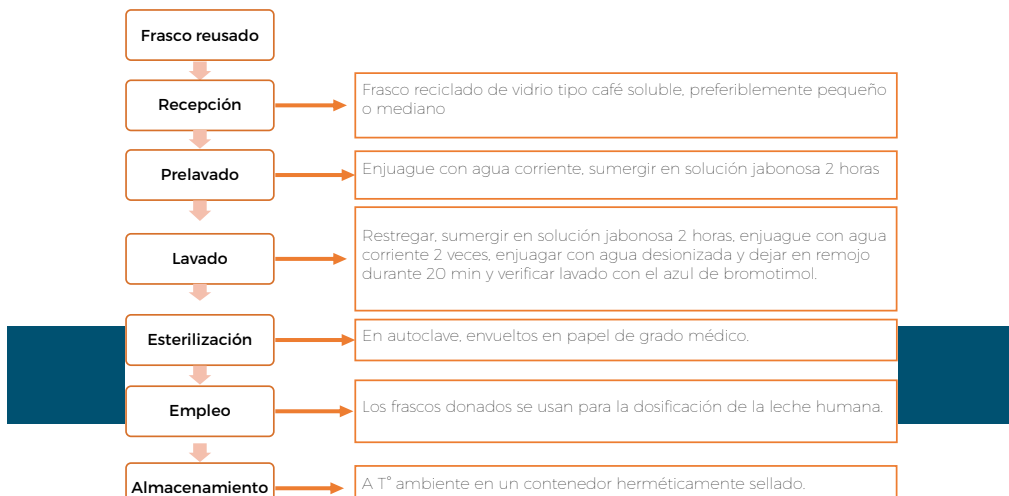 Frasco reusado
Recepción
Frasco reciclado de vidrio tipo café soluble, preferiblemente pequeño
o mediano
Prelavado
Enjuague con agua corriente, sumergir en solución jabonosa 2 horas
Lavado
Restregar, sumergir en solución jabonosa 2 horas, enjuague con agua
corriente 2 veces, enjuagar con agua desionizada y dejar en remojo
durante 20 min y verificar lavado con el azul de bromotimol.
Esterilización
En autoclave, envueltos en papel de grado médico.
Empleo
Los frascos donados se usan para la dosificación de la leche humana.
Almacenamiento
A T° ambiente en un contenedor herméticamente sellado.